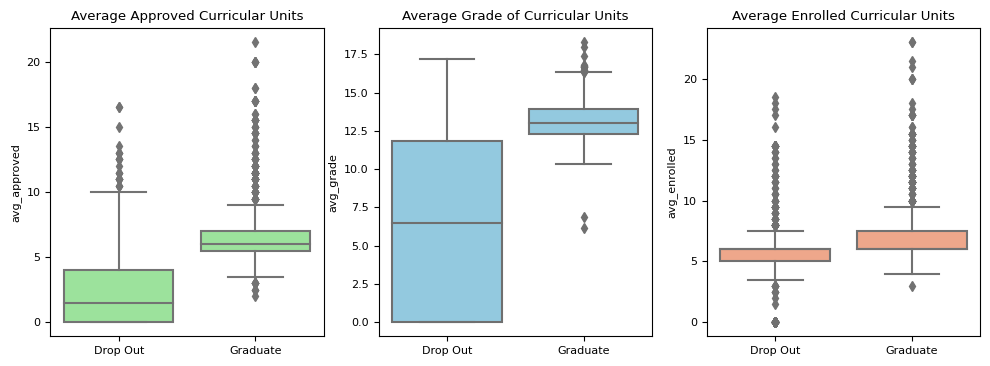 Average Approved Curricular Units
avg_approved
20
15
10
5
0
Drop Out Graduate
Average Grade of Curricular Units
avg_grade
17.5
15.0
12.5
10.0
7.5
5.0
2.5
0.0
Drop Out Graduate
Average Enrolled Curricular Units
avg_enrolled
20
15
10
5
0
Drop Out Graduate